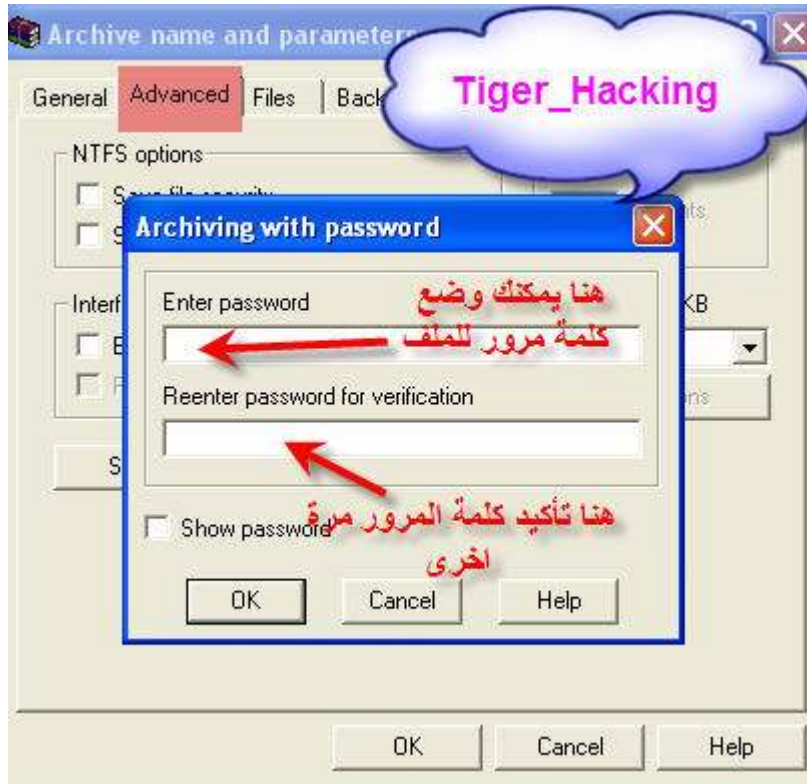 Archive name and parameter
Tiger_Hacking
General Advanced Files Back
NTFS options
Archiving with password
Enter password
هنا يمكنك وضع
كلمة مرور للملف
KB
Reenter password for verification
هنا تأكيد كلمة المرور مرة
اخرى
Show password
OK Cancel Help
OK Cancel Help